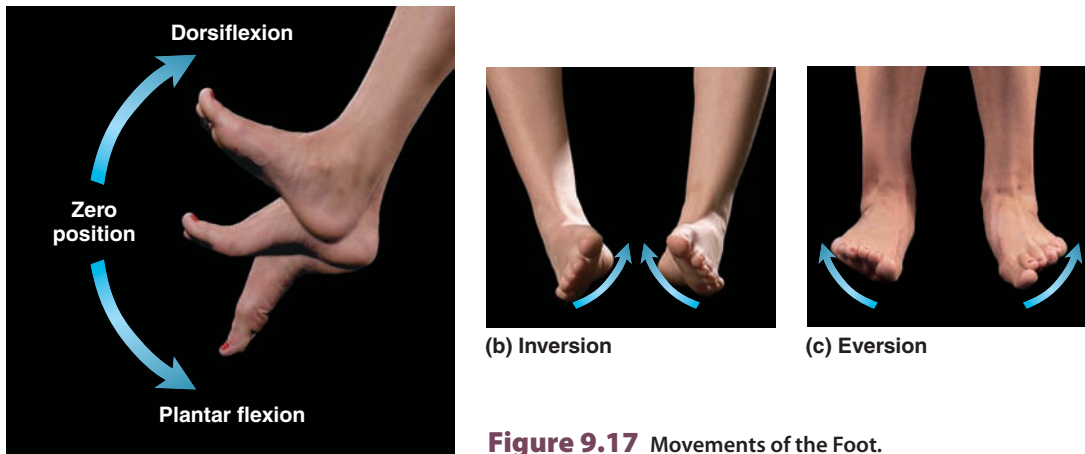 Dorsiflexion
Zero
position
Plantar flexion
(b) Inversion
(c) Eversion
Figure 9.17 Movements of the Foot.